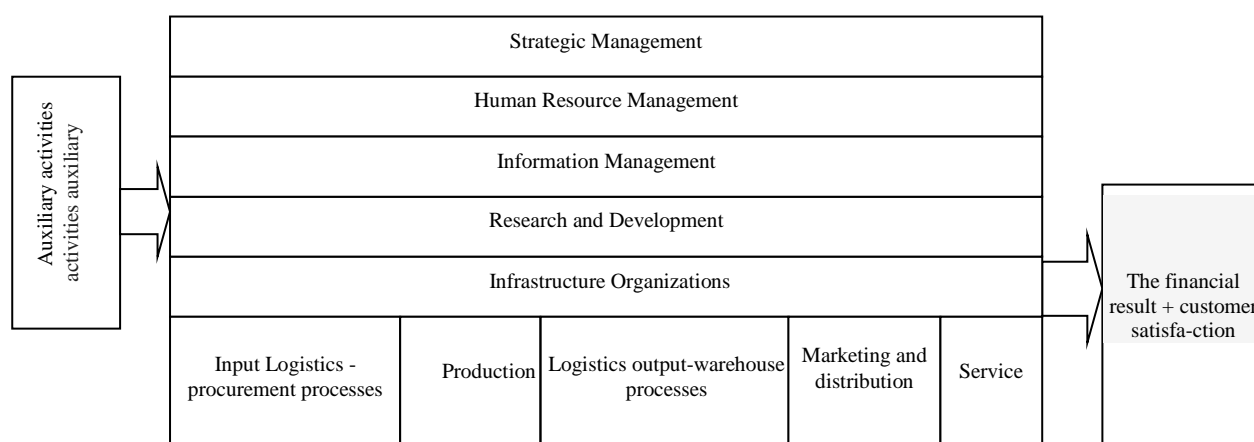 Strategic Management
Human Resource Management
Information Management
Research and Development
Infrastructure Organizations
Auxiliary activities
activities auxiliary
Input Logistics -
procurement processes
Production
Logistics output-warehouse
processes
Marketing and
distribution
Service
The financial
result + customer
satisfa-ction